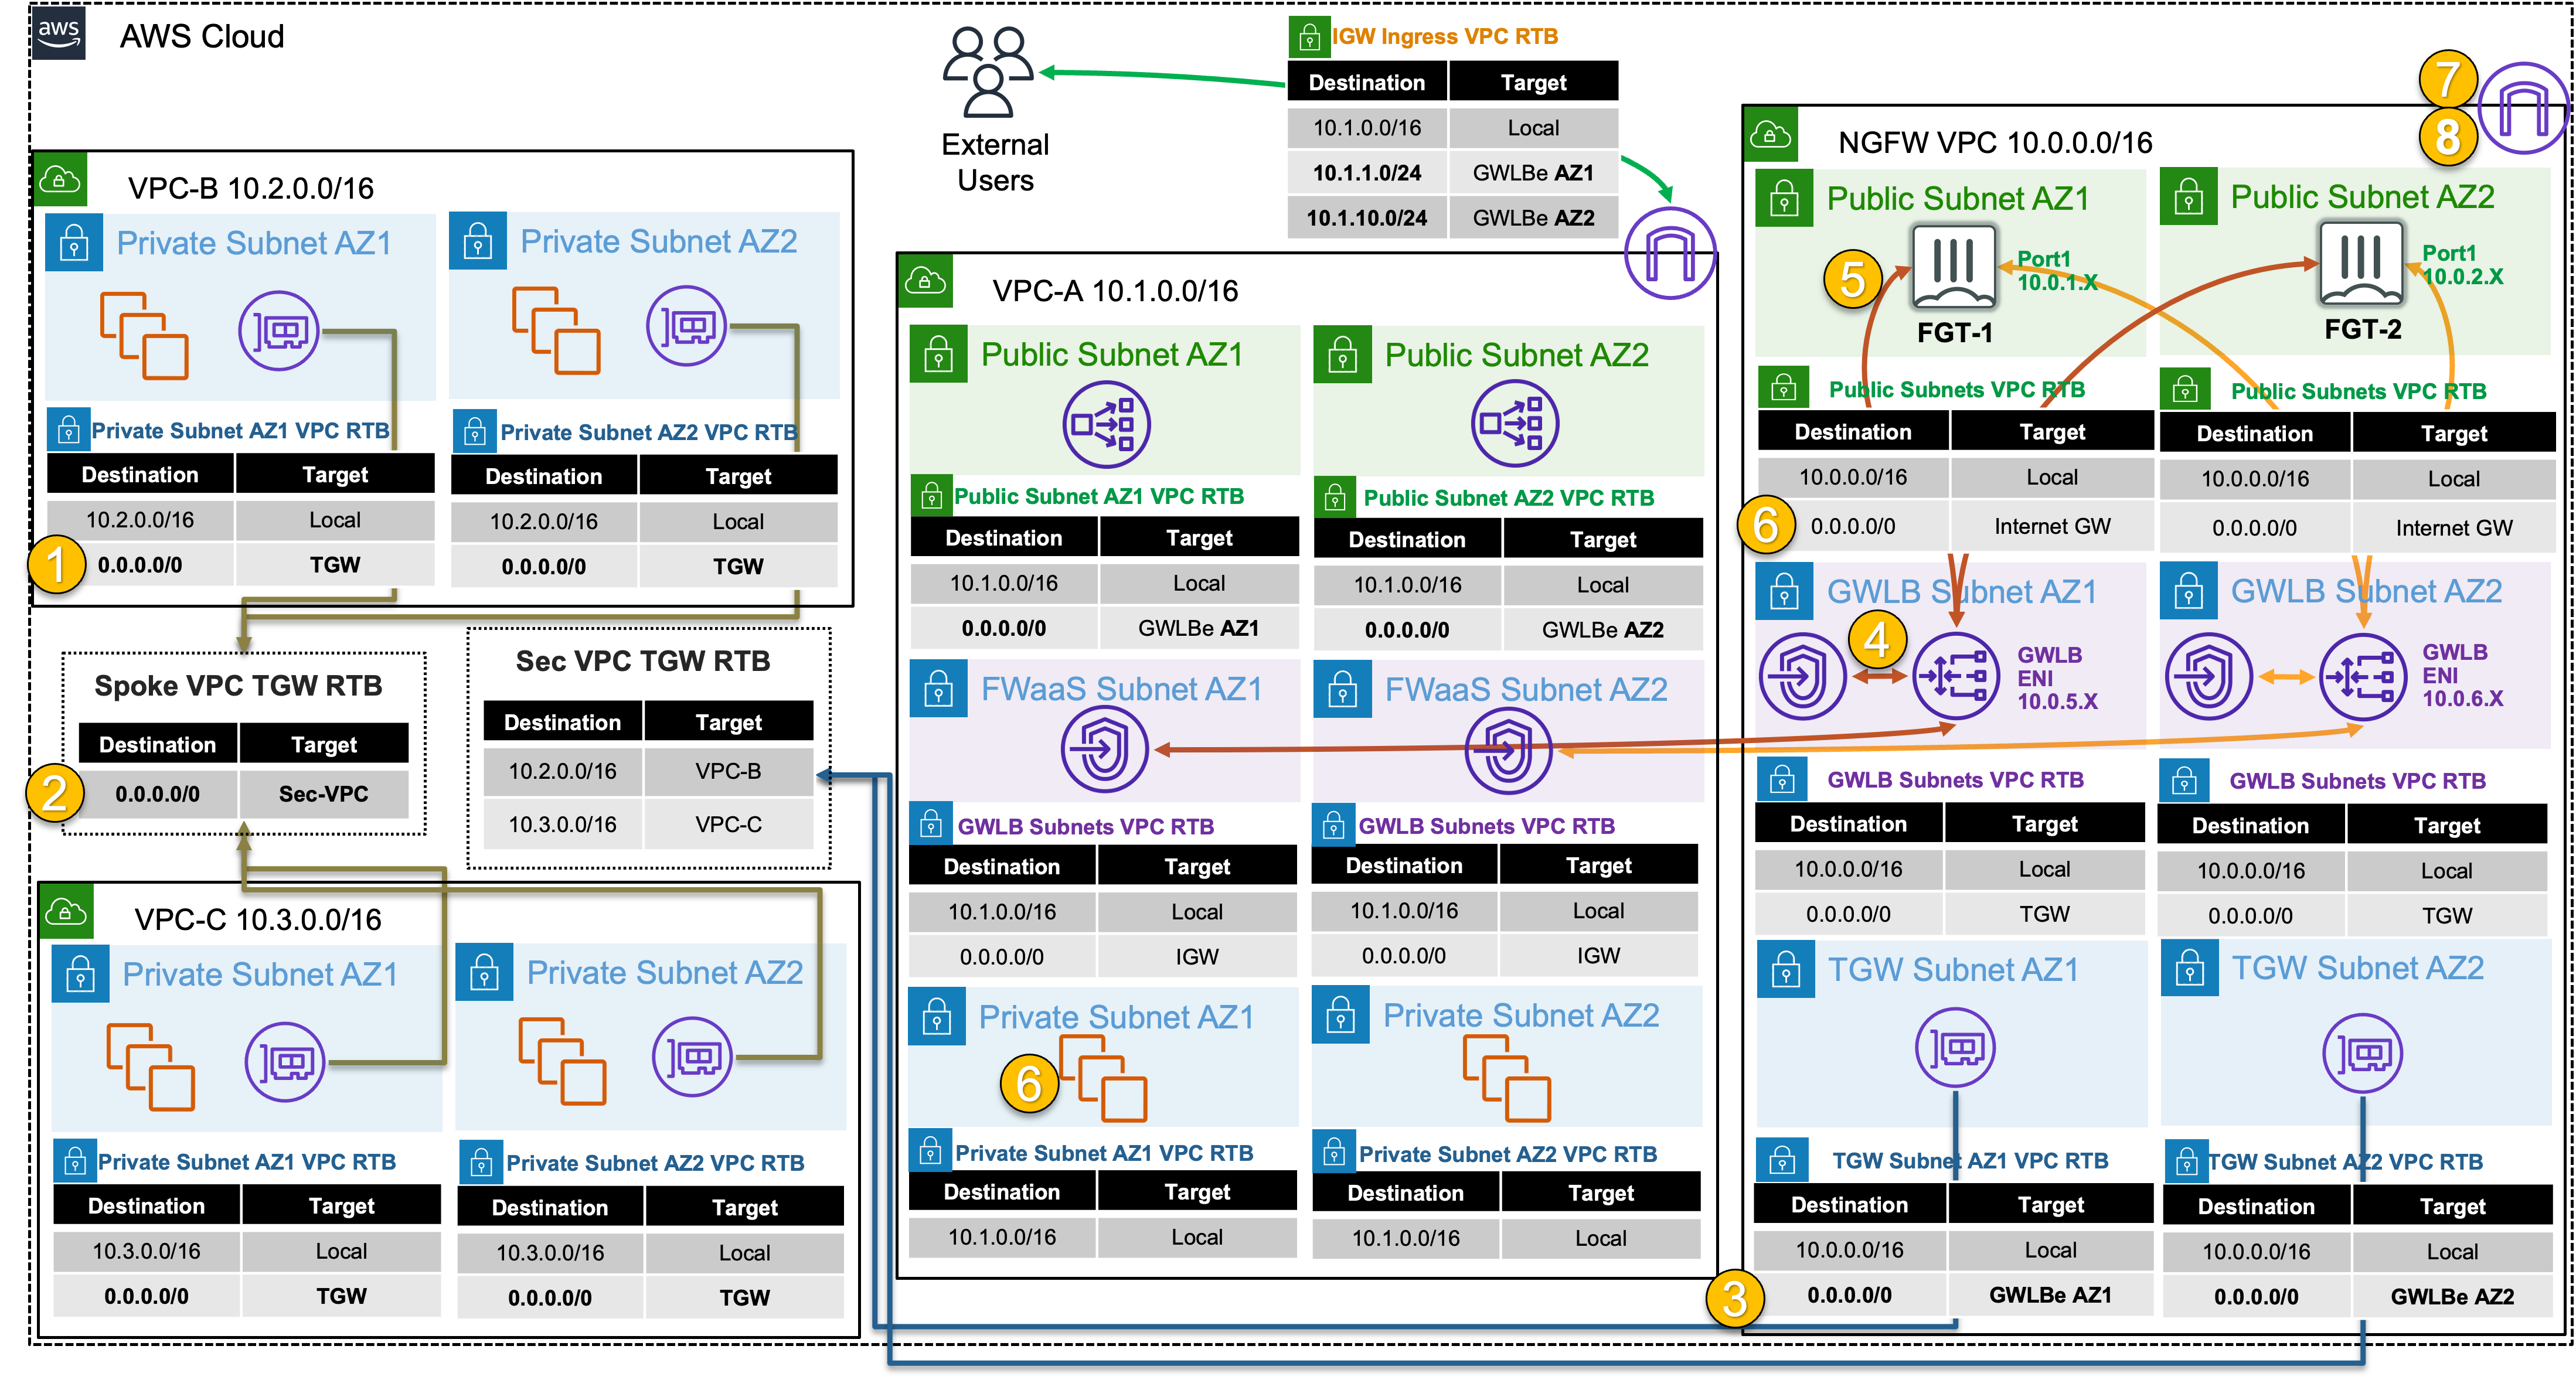 aws
AWS Cloud
External
Users
IGW Ingress VPC RTB
Destination Target
10.1.0.0/16 Local
10.1.1.0/24 GWLBe AZ1
10.1.10.0/24 GWLBe AZ2
VPC-B 10.2.0.0/16
Private Subnet AZ1
Private Subnet AZ2
Private Subnet AZ1 VPC RTB
Destination Target
10.2.0.0/16 Local
1
0.0.0.0/0 TGW
Private Subnet AZ2 VPC RTB
Destination Target
10.2.0.0/16 Local
0.0.0.0/0 TGW
Spoke VPC TGW RTB
Destination Target
2
0.0.0.0/0 Sec-VPC
Sec VPC TGW RTB
Destination Target
10.2.0.0/16 VPC-B
10.3.0.0/16 VPC-C
VPC-C 10.3.0.0/16
Private Subnet AZ1
Private Subnet AZ2
Private Subnet AZ1 VPC RTB
Destination Target
10.3.0.0/16 Local
0.0.0.0/0 TGW
Private Subnet AZ2 VPC RTB
Destination Target
10.3.0.0/16 Local
0.0.0.0/0 TGW
VPC-A 10.1.0.0/16
Public Subnet AZ1
Public Subnet AZ2
Public Subnet AZ1 VPC RTB
Destination Target
10.1.0.0/16 Local
0.0.0.0/0 GWLBe AZ1
Public Subnet AZ2 VPC RTB
Destination Target
10.1.0.0/16 Local
0.0.0.0/0 GWLBe AZ2
FWaaS Subnet AZ1
FWaaS Subnet AZ2
GWLB Subnets VPC RTB
Destination Target
10.1.0.0/16 Local
0.0.0.0/0 IGW
GWLB Subnets VPC RTB
Destination Target
10.1.0.0/16 Local
0.0.0.0/0 IGW
Private Subnet AZ1
6
Private Subnet AZ2
Private Subnet AZ1 VPC RTB
Destination Target
10.1.0.0/16 Local
Private Subnet AZ2 VPC RTB
Destination Target
10.1.0.0/16 Local
7
8
NGFW VPC 10.0.0.0/16
Public Subnet AZ1
5
Port1
10.0.1.X
FGT-1
Public Subnet AZ2
Port1
10.0.2.X
FGT-2
Public Subnets VPC RTB
Destination Target
10.0.0.0/16 Local
6
0.0.0.0/0 Internet GW
Public Subnets VPC RTB
Destination Target
10.0.0.0/16 Local
0.0.0.0/0 Internet GW
GWLB Subnet AZ1
4
GWLB
ENI
10.0.5.X
GWLB Subnet AZ2
GWLB
ENI
10.0.6.X
GWLB Subnets VPC RTB
Destination Target
10.0.0.0/16 Local
0.0.0.0/0 TGW
GWLB Subnets VPC RTB
Destination Target
10.0.0.0/16 Local
0.0.0.0/0 TGW
TGW Subnet AZ1
TGW Subnet AZ2
TGW Subnet AZ1 VPC RTB
Destination Target
10.0.0.0/16 Local
3
0.0.0.0/0 GWLBe AZ1
TGW Subnet AZ2 VPC RTB
Destination Target
10.0.0.0/16 Local
0.0.0.0/0 GWLBe AZ2